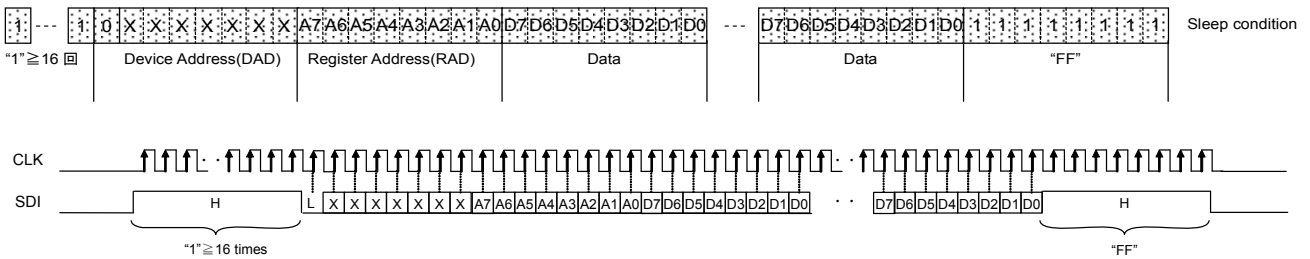 1 --- 1 0 X X X X X X X A7 A6 A5 A4 A3 A2 A1 A0 D7 D6 D5 D4 D3 D2 D1 D0 --- D7 D6 D5 D4 D3 D2 D1 D0 1 1 1 1 1 1 1 1 Sleep condition
"1"≧16 回 Device Address(DAD) Register Address(RAD) Data Data "FF"
CLK · · · ·
SDI H L X X X X X X X A7 A6 A5 A4 A3 A2 A1 A0 D7 D6 D5 D4 D3 D2 D1 D0 · · D7 D6 D5 D4 D3 D2 D1 D0 H
"1"≧16 times "FF"